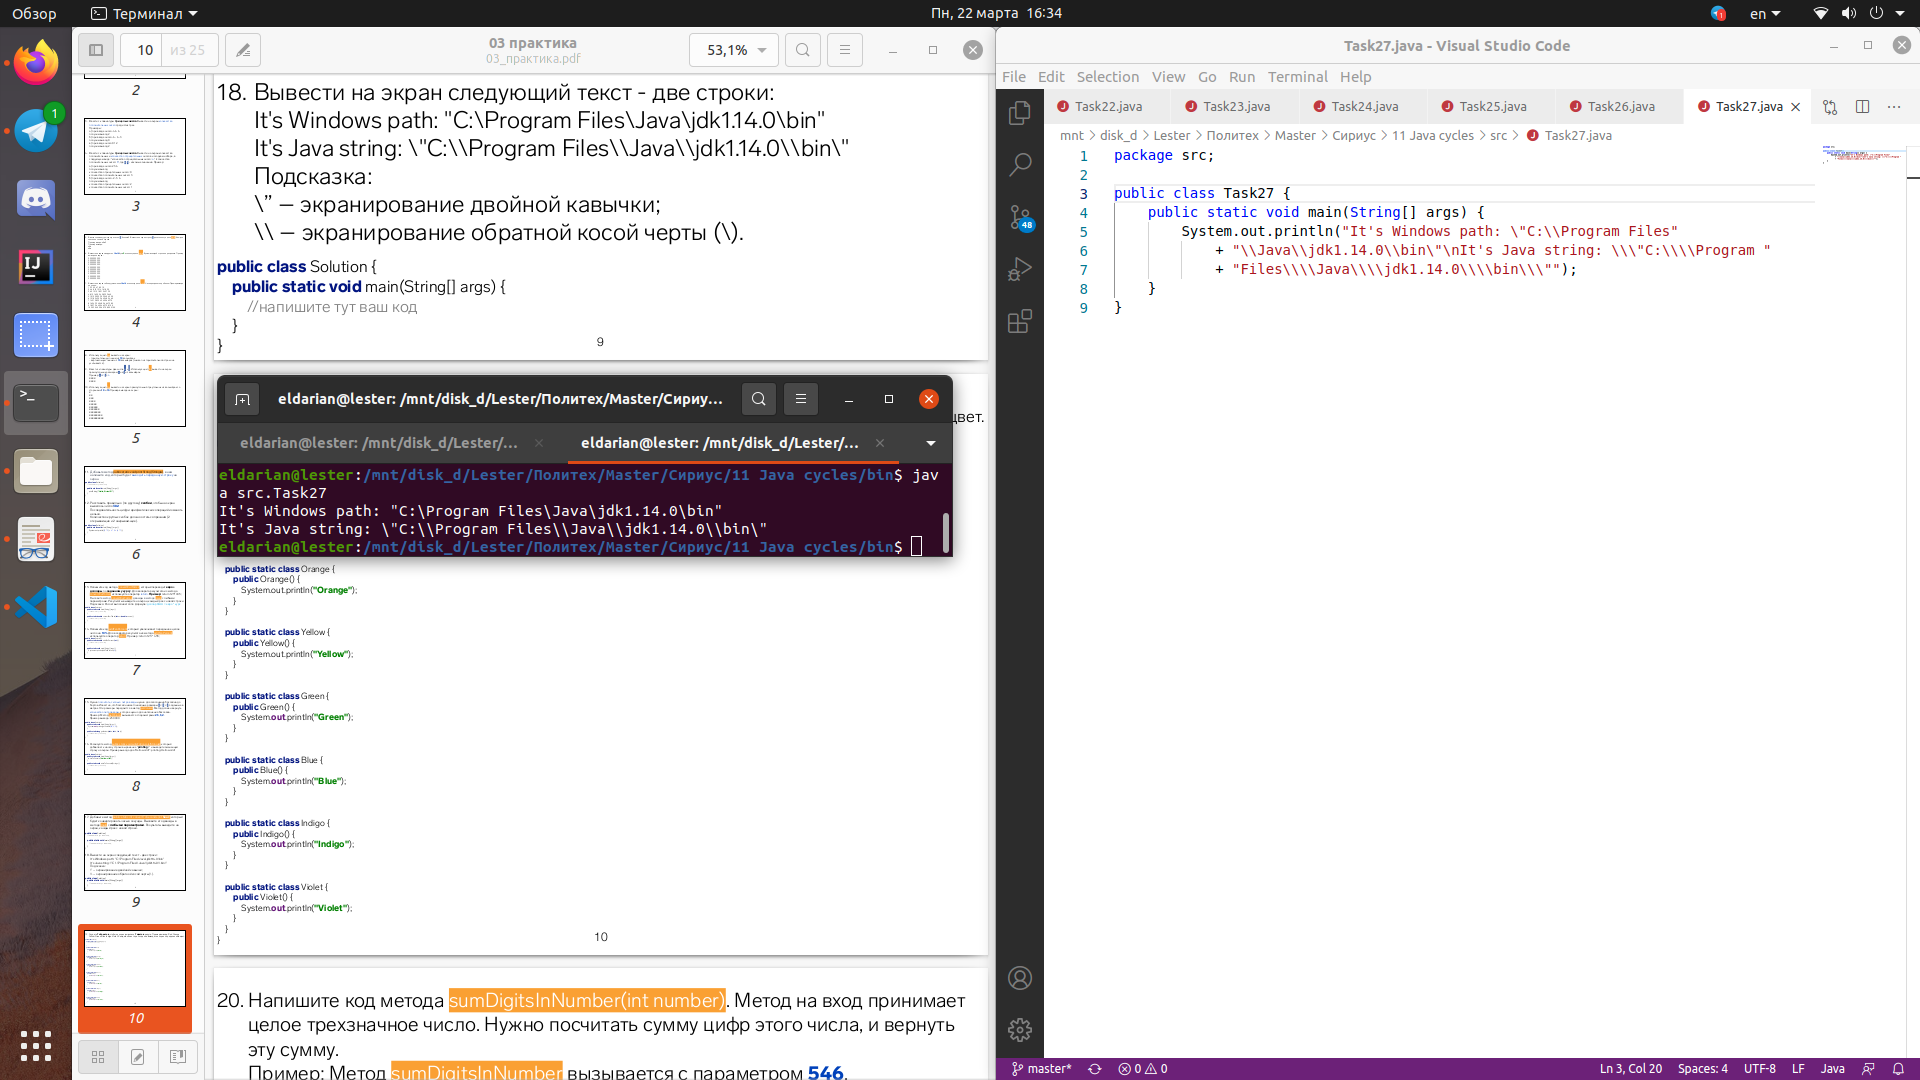 Обзор
Терминал
Пн, 22 марта 16:34
1
en
10
из 25
03 практика
03_практика.pdf
53,1%
2
3
4
5
6
7
8
9
10
18. Вывести на экран следующий текст - две строки:
It's Windows path: "C:\Program Files\Java\jdk1.14.0\bin"
It's Java string: \"C:\\Program Files\\Java\\jdk1.14.0\\bin\"
Подсказка:
\” – экранирование двойной кавычки;
\\ – экранирование обратной косой черты (\).
public class Solution {
public static void main(String[] args) {
//напишите тут ваш код
}
}
9
цвет.
eldarian@lester: /mnt/disk_d/Lester/Политех/Master/Сириу...
eldarian@lester: /mnt/disk_d/Lester/...
eldarian@lester: /mnt/disk_d/Lester/...
eldarian@lester:/mnt/disk_d/Lester/Политех/Master/Сириус/11 Java cycles/bin$ jav
a src.Task27
It's Windows path: "C:\Program Files\Java\jdk1.14.0\bin"
It's Java string: \"C:\\Program Files\\Java\\jdk1.14.0\\bin\"
eldarian@lester:/mnt/disk_d/Lester/Политех/Master/Сириус/11 Java cycles/bin$
public static class Orange {
public Orange() {
System.out.println("Orange");
}
}
public static class Yellow {
public Yellow() {
System.out.println("Yellow");
}
}
public static class Green {
public Green() {
System.out.println("Green");
}
}
public static class Blue {
public Blue() {
System.out.println("Blue");
}
}
public static class Indigo {
public Indigo() {
System.out.println("Indigo");
}
}
public static class Violet {
public Violet() {
System.out.println("Violet");
}
}
}
10
20. Напишите код метода sumDigitsInNumber(int number). Метод на вход принимает
целое трехзначное число. Нужно посчитать сумму цифр этого числа, и вернуть
эту сумму.
Пример: Метод sumDigitsInNumber вызывается с параметром 546.
Task27.java - Visual Studio Code
File Edit Selection View Go Run Terminal Help
Task22.java
Task23.java
Task24.java
Task25.java
Task26.java
Task27.java
mnt > disk_d > Lester > Политех > Master > Сириус > 11 Java cycles > src > Task27.java
48
1 package src;
2
3 public class Task27 {
4 public static void main(String[] args) {
5 System.out.println("It's Windows path: \"C:\\Program Files"
6 + "\\Java\\jdk1.14.0\\bin\"\nIt's Java string: \\\"C:\\\\Program "
7 + "Files\\\\Java\\\\jdk1.14.0\\\\bin\\\"");
8 }
9 }
master*
0 0
Ln 3, Col 20
Spaces: 4
UTF-8
LF
Java